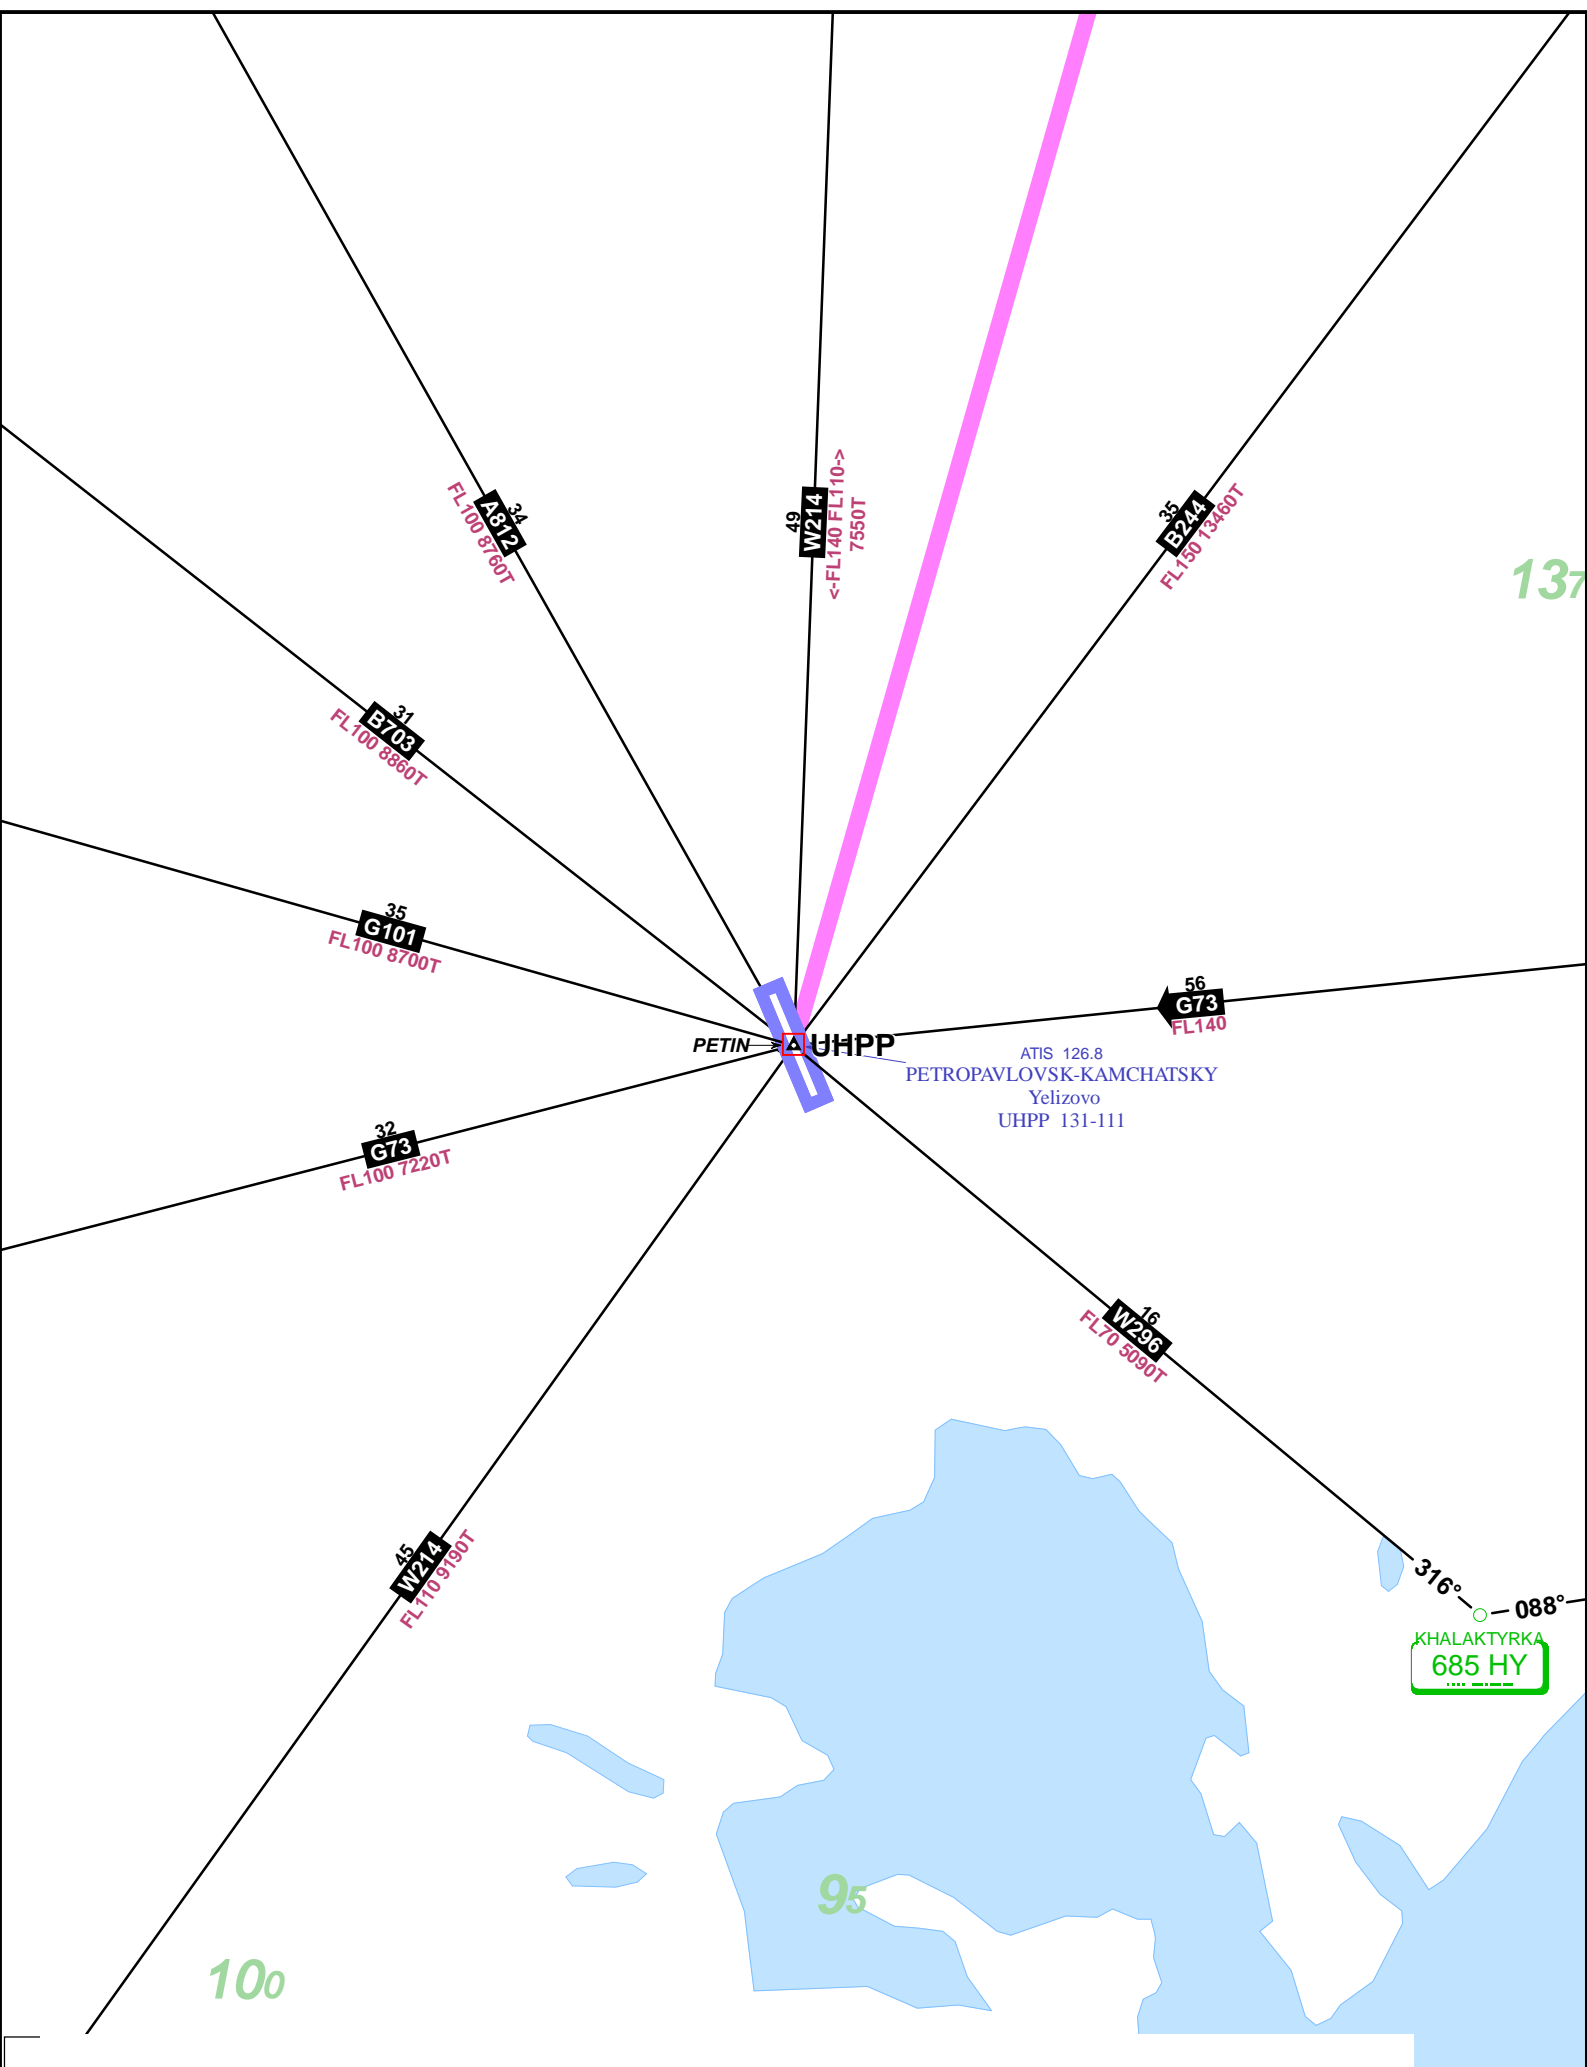 34
A812
FL100 8760T
49
W214
<-FL140 FL110->
7550T
35
B244
FL150 13460T
137
31
B703
FL100 8860T
35
G101
FL100 8700T
56
G73
FL140
PETIN
UHPP
ATIS 126.8
PETROPAVLOVSK-KAMCHATSKY
Yelizovo
UHPP 131-111
32
G73
FL100 7220T
16
W296
FL70 5090T
45
W214
FL110 9190T
316°
088°
KHALAKTYRKA
685 HY
95
100